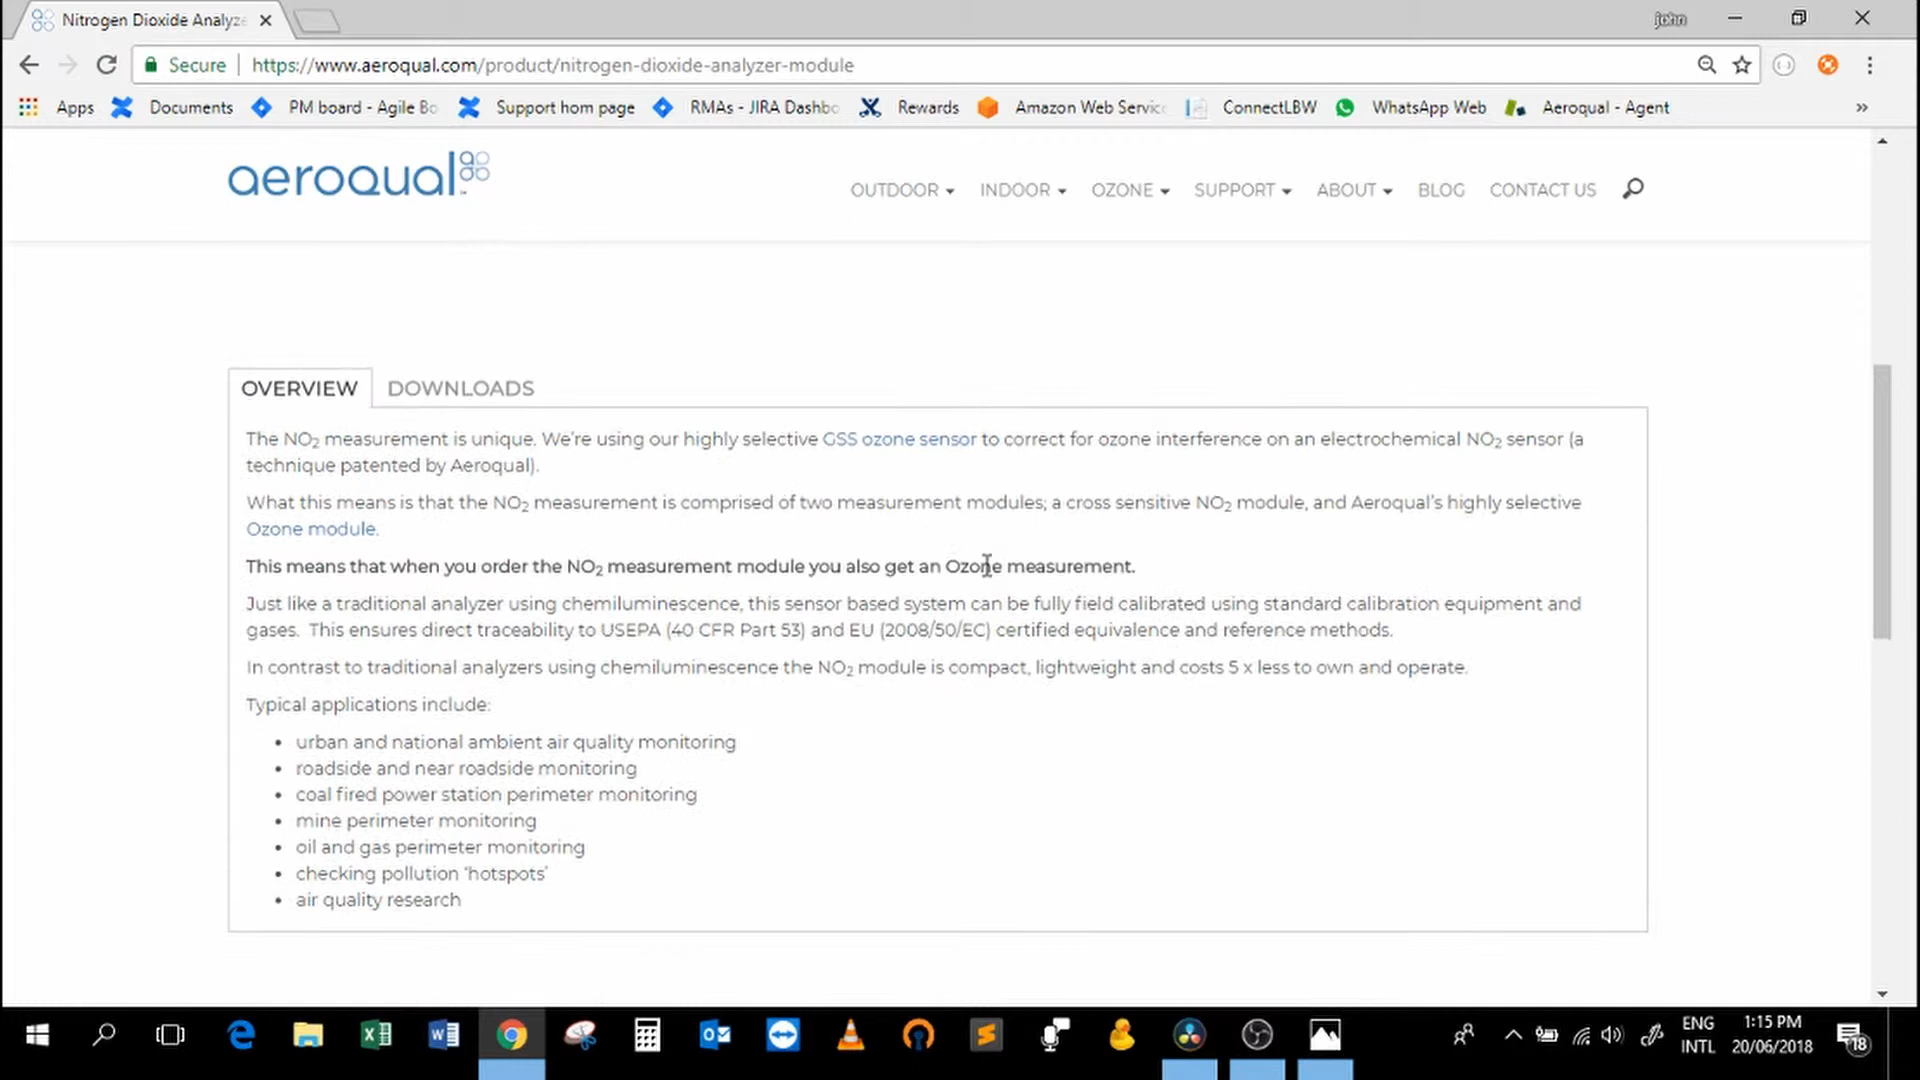 Nitrogen Dioxide Analyze
john
Secure
https://www.aeroqual.com/product/nitrogen-dioxide-analyzer-module
Apps Documents PM board - Agile Bo Support hom page RMAs - JIRA Dashbo Rewards Amazon Web Servic ConnectLBW WhatsApp Web Aeroqual - Agent »
aeroqual
OUTDOOR INDOOR OZONE SUPPORT ABOUT BLOG CONTACT US
OVERVIEW DOWNLOADS
The NO₂ measurement is unique. We're using our highly selective GSS ozone sensor to correct for ozone interference on an electrochemical NO₂ sensor (a
technique patented by Aeroqual).
What this means is that the NO₂ measurement is comprised of two measurement modules; a cross sensitive NO₂ module, and Aeroqual's highly selective
Ozone module.
This means that when you order the NO₂ measurement module you also get an Ozone measurement.
Just like a traditional analyzer using chemiluminescence, this sensor based system can be fully field calibrated using standard calibration equipment and
gases. This ensures direct traceability to USEPA (40 CFR Part 53) and EU (2008/50/EC) certified equivalence and reference methods.
In contrast to traditional analyzers using chemiluminescence the NO₂ module is compact, lightweight and costs 5 x less to own and operate.
Typical applications include:
• urban and national ambient air quality monitoring
• roadside and near roadside monitoring
• coal fired power station perimeter monitoring
• mine perimeter monitoring
• oil and gas perimeter monitoring
• checking pollution 'hotspots'
• air quality research
ENG
INTL
1:15 PM
20/06/2018
18